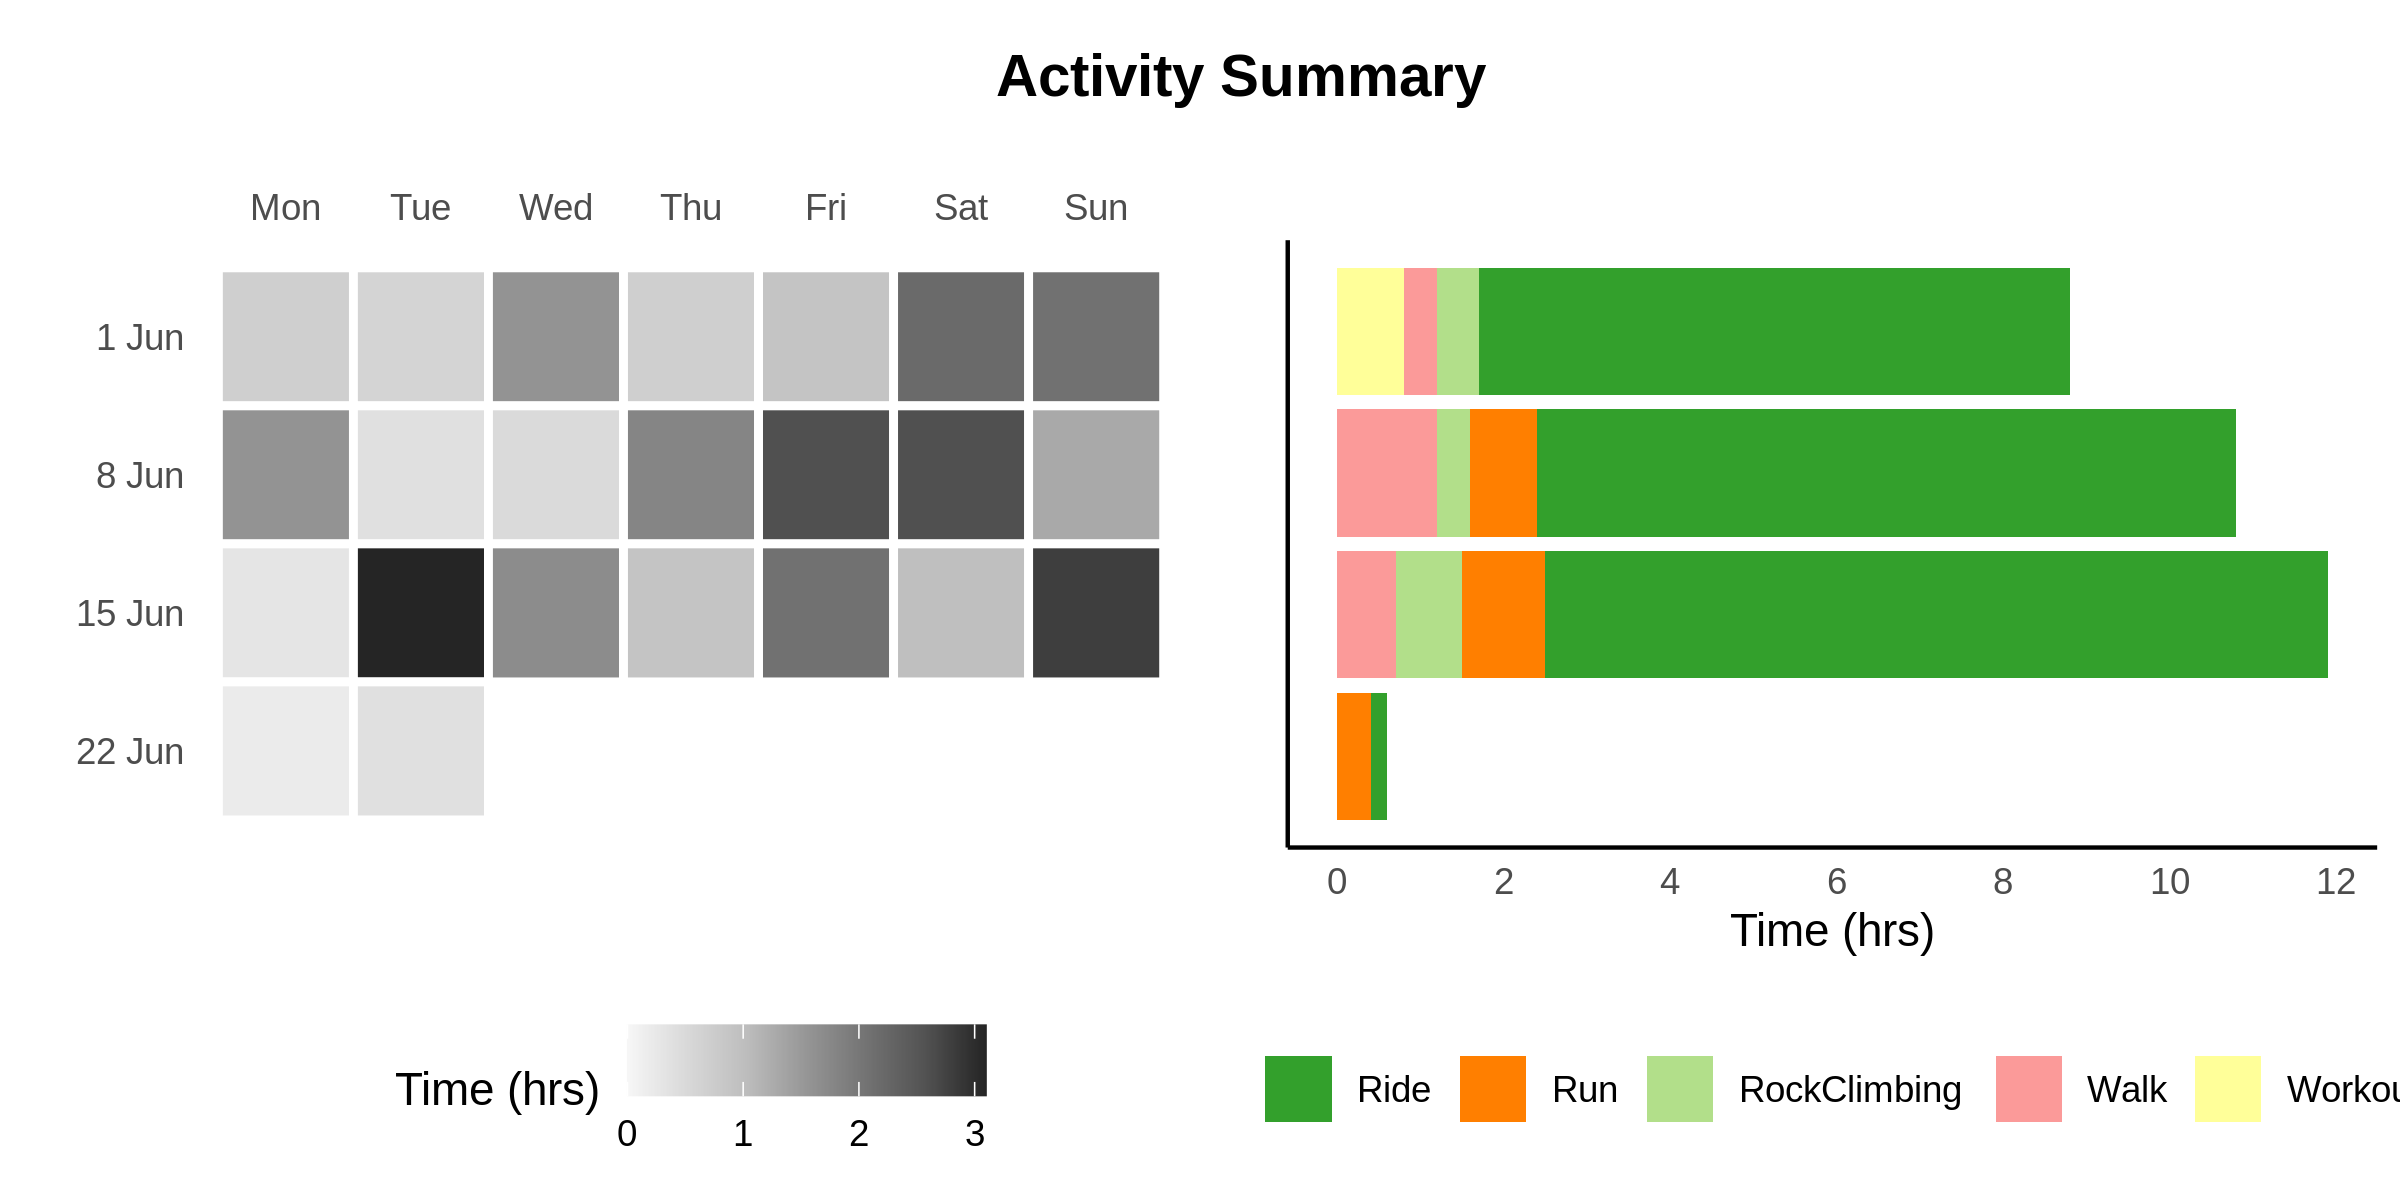 Activity Summary
Mon Tue Wed Thu Fri Sat Sun
1 Jun
8 Jun
15 Jun
22 Jun
0 2 4 6 8 10 12
Time (hrs)
Time (hrs)
0 1 2 3
Ride Run RockClimbing Walk Workou